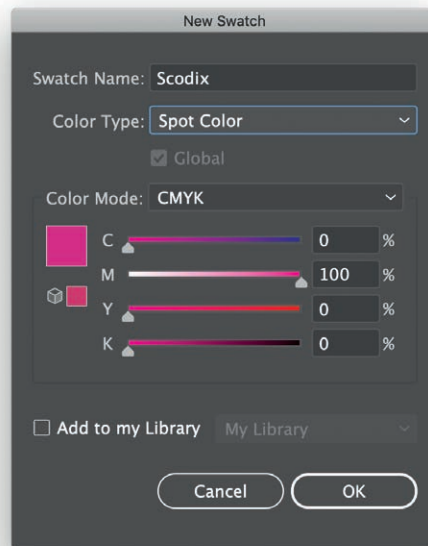 New Swatch
Swatch Name: Scodix
Color Type: Spot Color
Global
Color Mode: CMYK
C 0 %
M 100 %
Y 0 %
K 0 %
Add to my Library My Library
Cancel OK